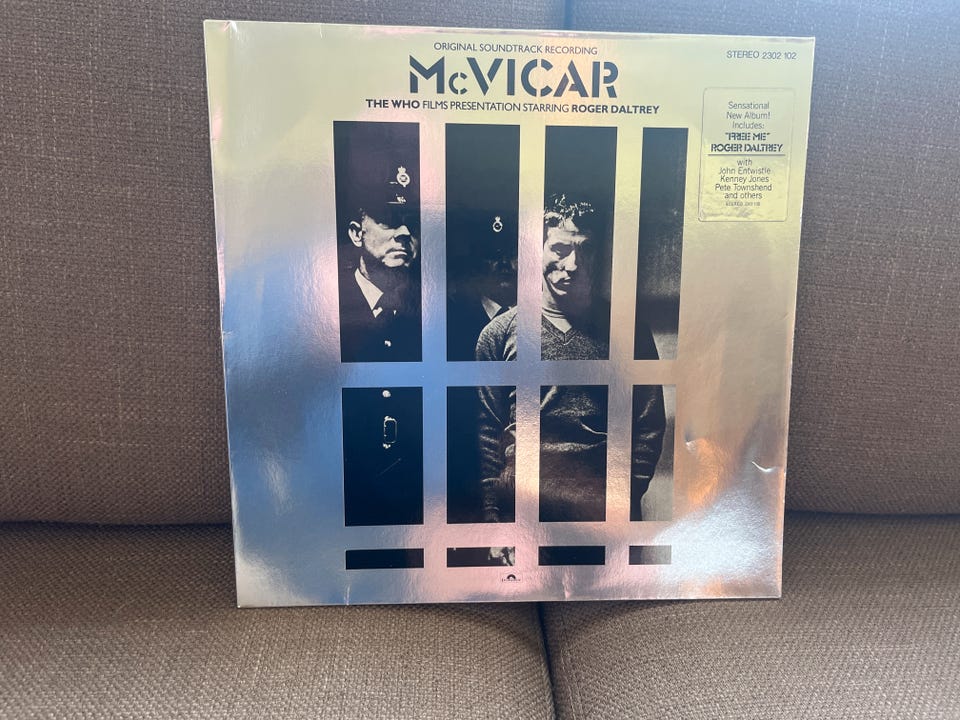 ORIGINAL SOUNDTRACK RECORDING
McVICAR
THE WHO FILMS PRESENTATION STARRING ROGER DALTREY
STEREO 2302 102
Sensational
New Album!
Includes:
"FREE ME"
ROGER DALTREY
with
John Entwistle
Kenney Jones
Pete Townshend
and others